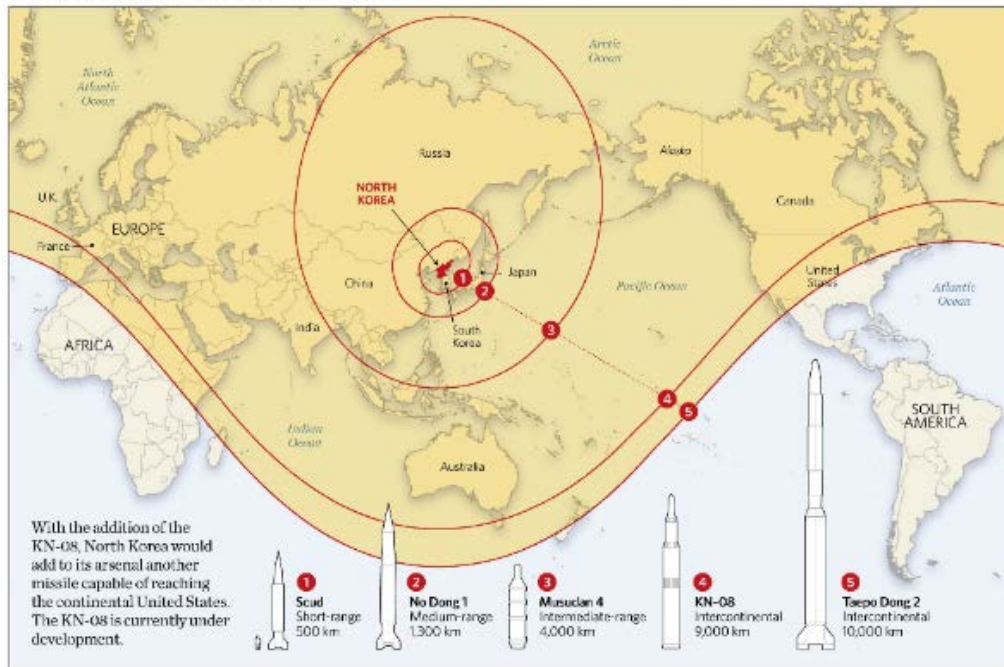 North
Atlantic
Ocean
Arctic
Ocean
Russia
Alaska
NORTH
KOREA
U.K.
Canada
EUROPE
France
China
Japan
United
States
Pacific Ocean
Atlantic
Ocean
India
South
Korea
AFRICA
Indian
Ocean
Australia
SOUTH
AMERICA
1
2
3
4
5
With the addition of the
KN-08, North Korea would
add to its arsenal another
missile capable of reaching
the continental United States.
The KN-08 is currently under
development.
1
Scud
Short-range
500 km
2
No Dong 1
Medium-range
1,300 km
3
Musudan 4
Intermediate-range
4,000 km
4
KN-08
Intercontinental
9,000 km
5
Taepo Dong 2
Intercontinental
10,000 km